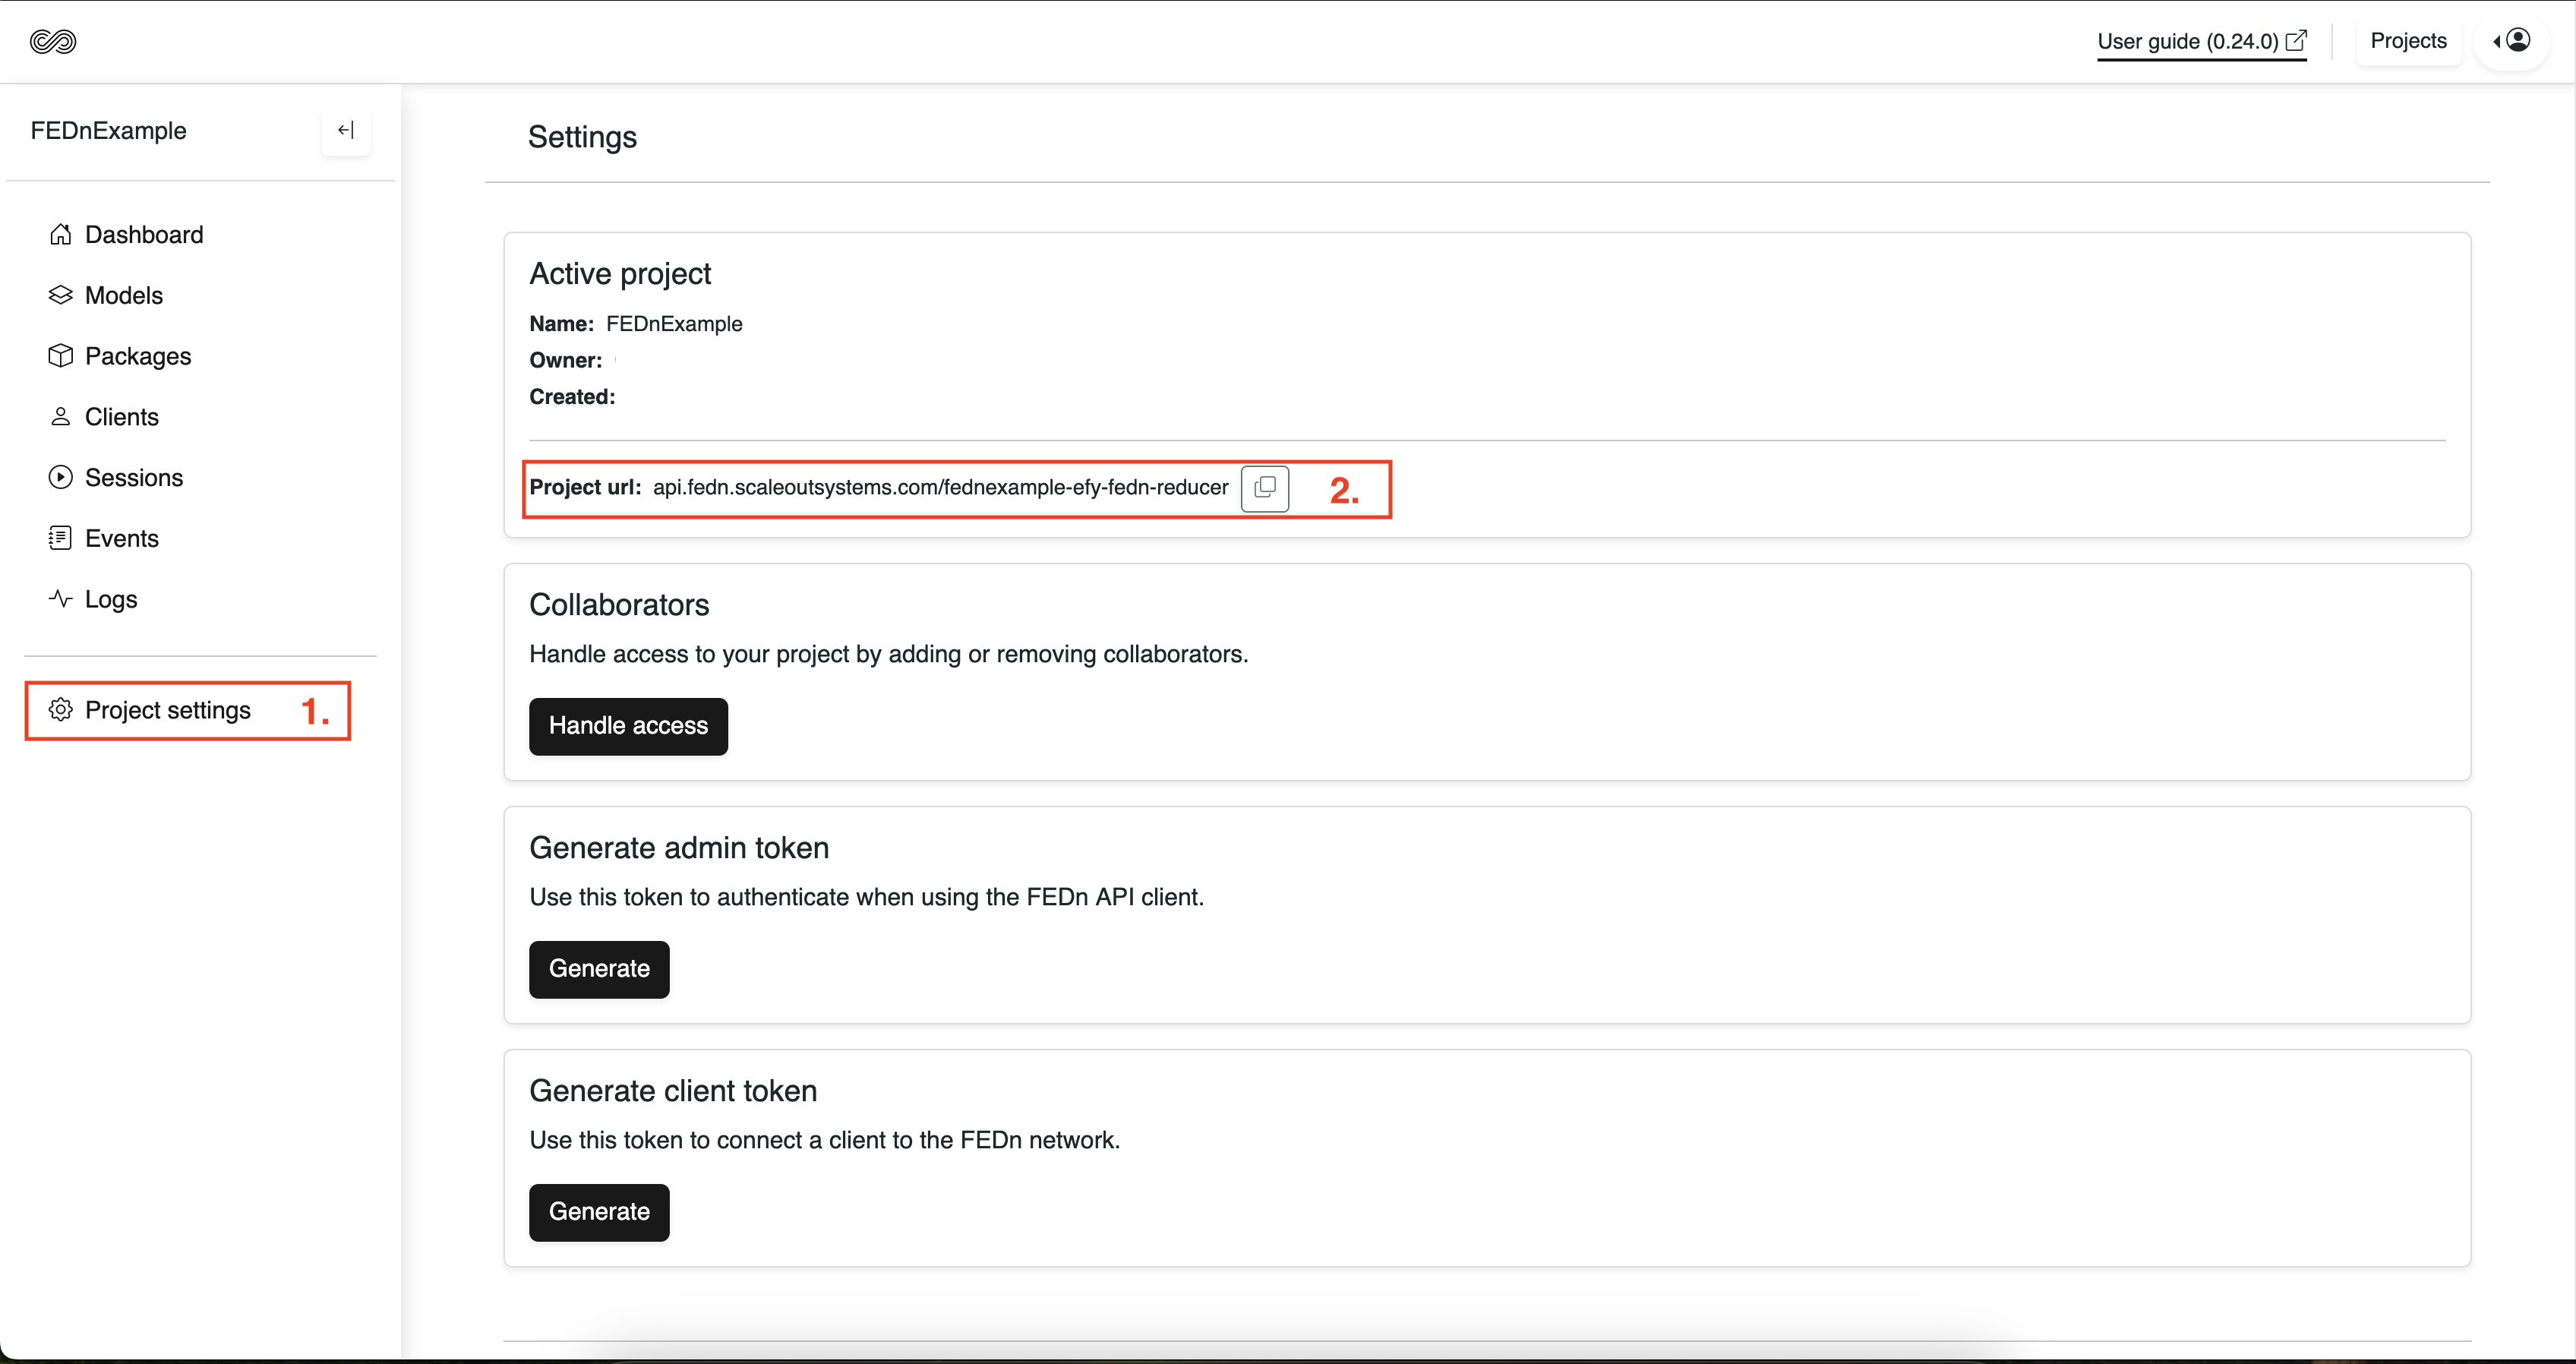 User guide (0.24.0)
Projects
FEDnExample
Dashboard
Models
Packages
Clients
Sessions
Events
Logs
Project settings 1.
Settings
Active project
Name: FEDnExample
Owner:
Created:
Project url: api.fedn.scaleoutsystems.com/fednexample-efy-fedn-reducer 2.
Collaborators
Handle access to your project by adding or removing collaborators.
Handle access
Generate admin token
Use this token to authenticate when using the FEDn API client.
Generate
Generate client token
Use this token to connect a client to the FEDn network.
Generate